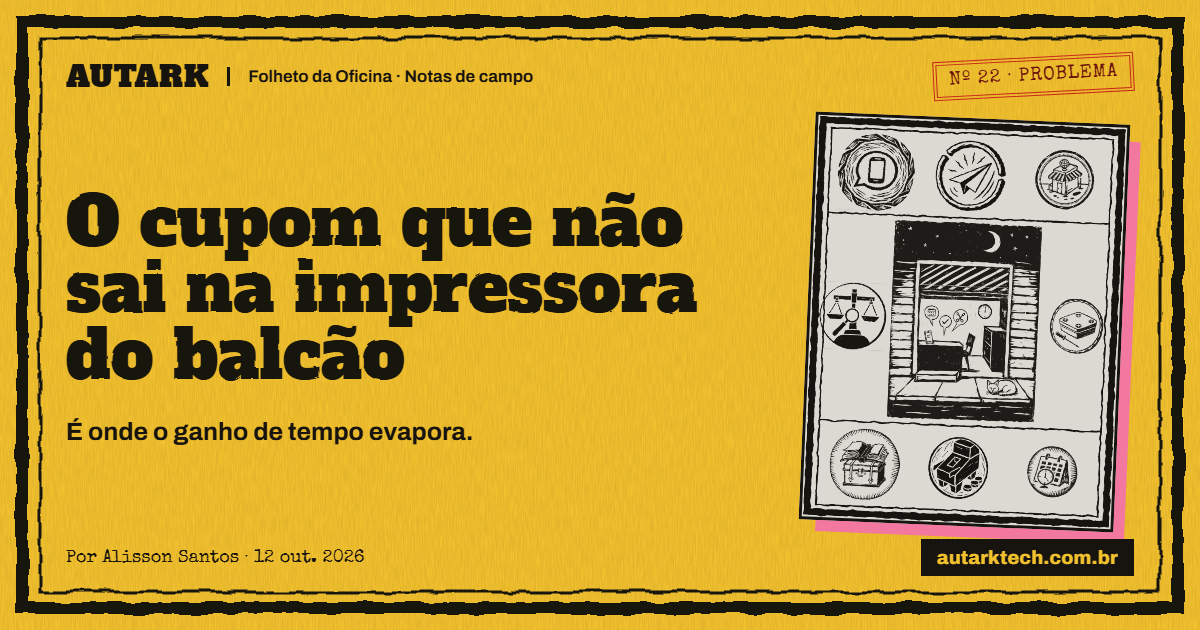 AUTARK | Folheto da Oficina · Notas de campo
Nº 22 · PROBLEMA
O cupom que não
sai na impressora
do balcão
É onde o ganho de tempo evapora.
Por Alisson Santos · 12 out. 2026
autarktech.com.br